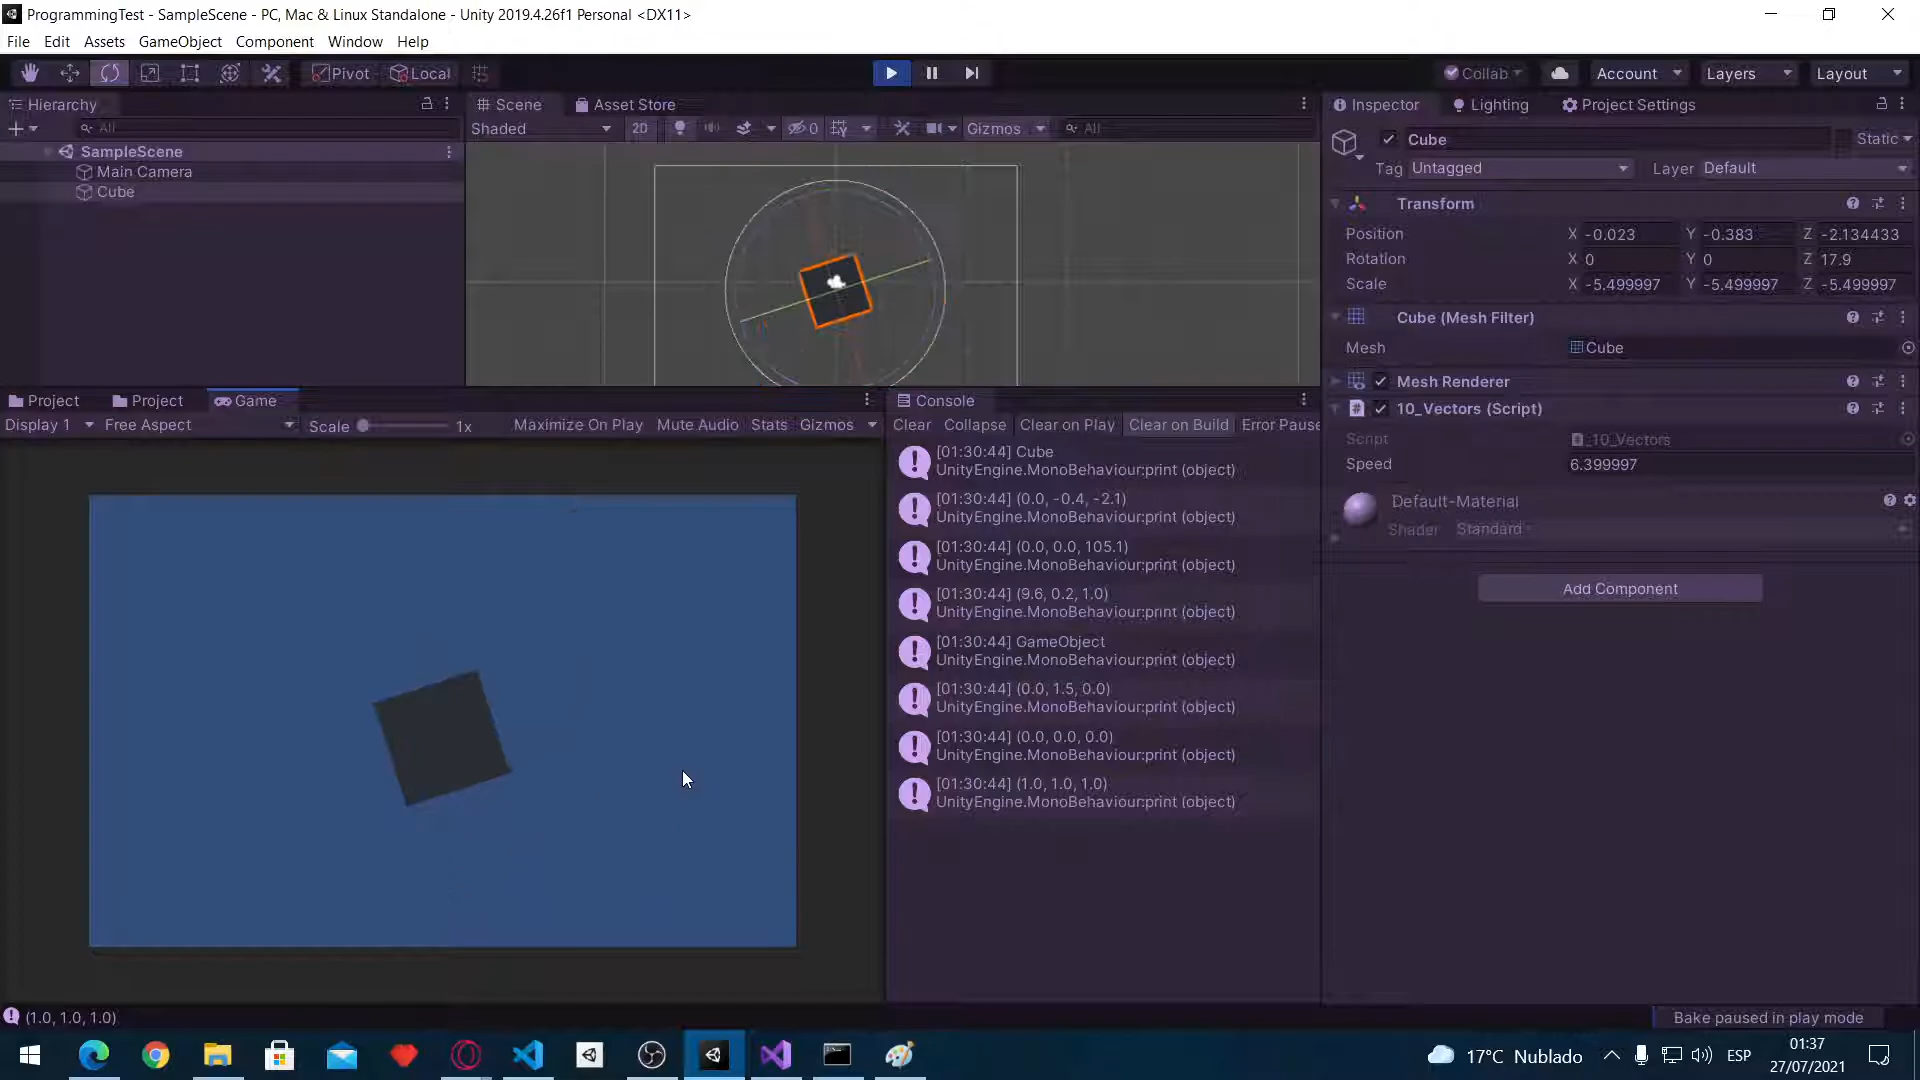 ProgrammingTest - SampleScene - PC, Mac & Linux Standalone - Unity 2019.4.26f1 Personal <DX11>
File Edit Assets GameObject Component Window Help
Pivot Local Collab Account Layers Layout
Hierarchy
All
SampleScene
Main Camera
Cube
Scene Asset Store
Shaded 2D 0 Gizmos All
Inspector Lighting Project Settings
Cube Static
Tag Untagged Layer Default
Transform
Position X -0.023 Y -0.383 Z -2.134433
Rotation X 0 Y 0 Z 17.9
Scale X -5.499997 Y -5.499997 Z -5.499997
Cube (Mesh Filter)
Mesh Cube
Mesh Renderer
10_Vectors (Script)
Script _10_Vectors
Speed 6.399997
Default-Material
Shader Standard
Add Component
Project Project Game
Display 1 Free Aspect Scale 1x Maximize On Play Mute Audio Stats Gizmos
Console
Clear Collapse Clear on Play Clear on Build Error Pause
[01:30:44] Cube
UnityEngine.MonoBehaviour:print (object)
[01:30:44] (0.0, -0.4, -2.1)
UnityEngine.MonoBehaviour:print (object)
[01:30:44] (0.0, 0.0, 105.1)
UnityEngine.MonoBehaviour:print (object)
[01:30:44] (9.6, 0.2, 1.0)
UnityEngine.MonoBehaviour:print (object)
[01:30:44] GameObject
UnityEngine.MonoBehaviour:print (object)
[01:30:44] (0.0, 1.5, 0.0)
UnityEngine.MonoBehaviour:print (object)
[01:30:44] (0.0, 0.0, 0.0)
UnityEngine.MonoBehaviour:print (object)
[01:30:44] (1.0, 1.0, 1.0)
UnityEngine.MonoBehaviour:print (object)
(1.0, 1.0, 1.0)
Bake paused in play mode
17°C Nublado ESP 01:37
27/07/2021